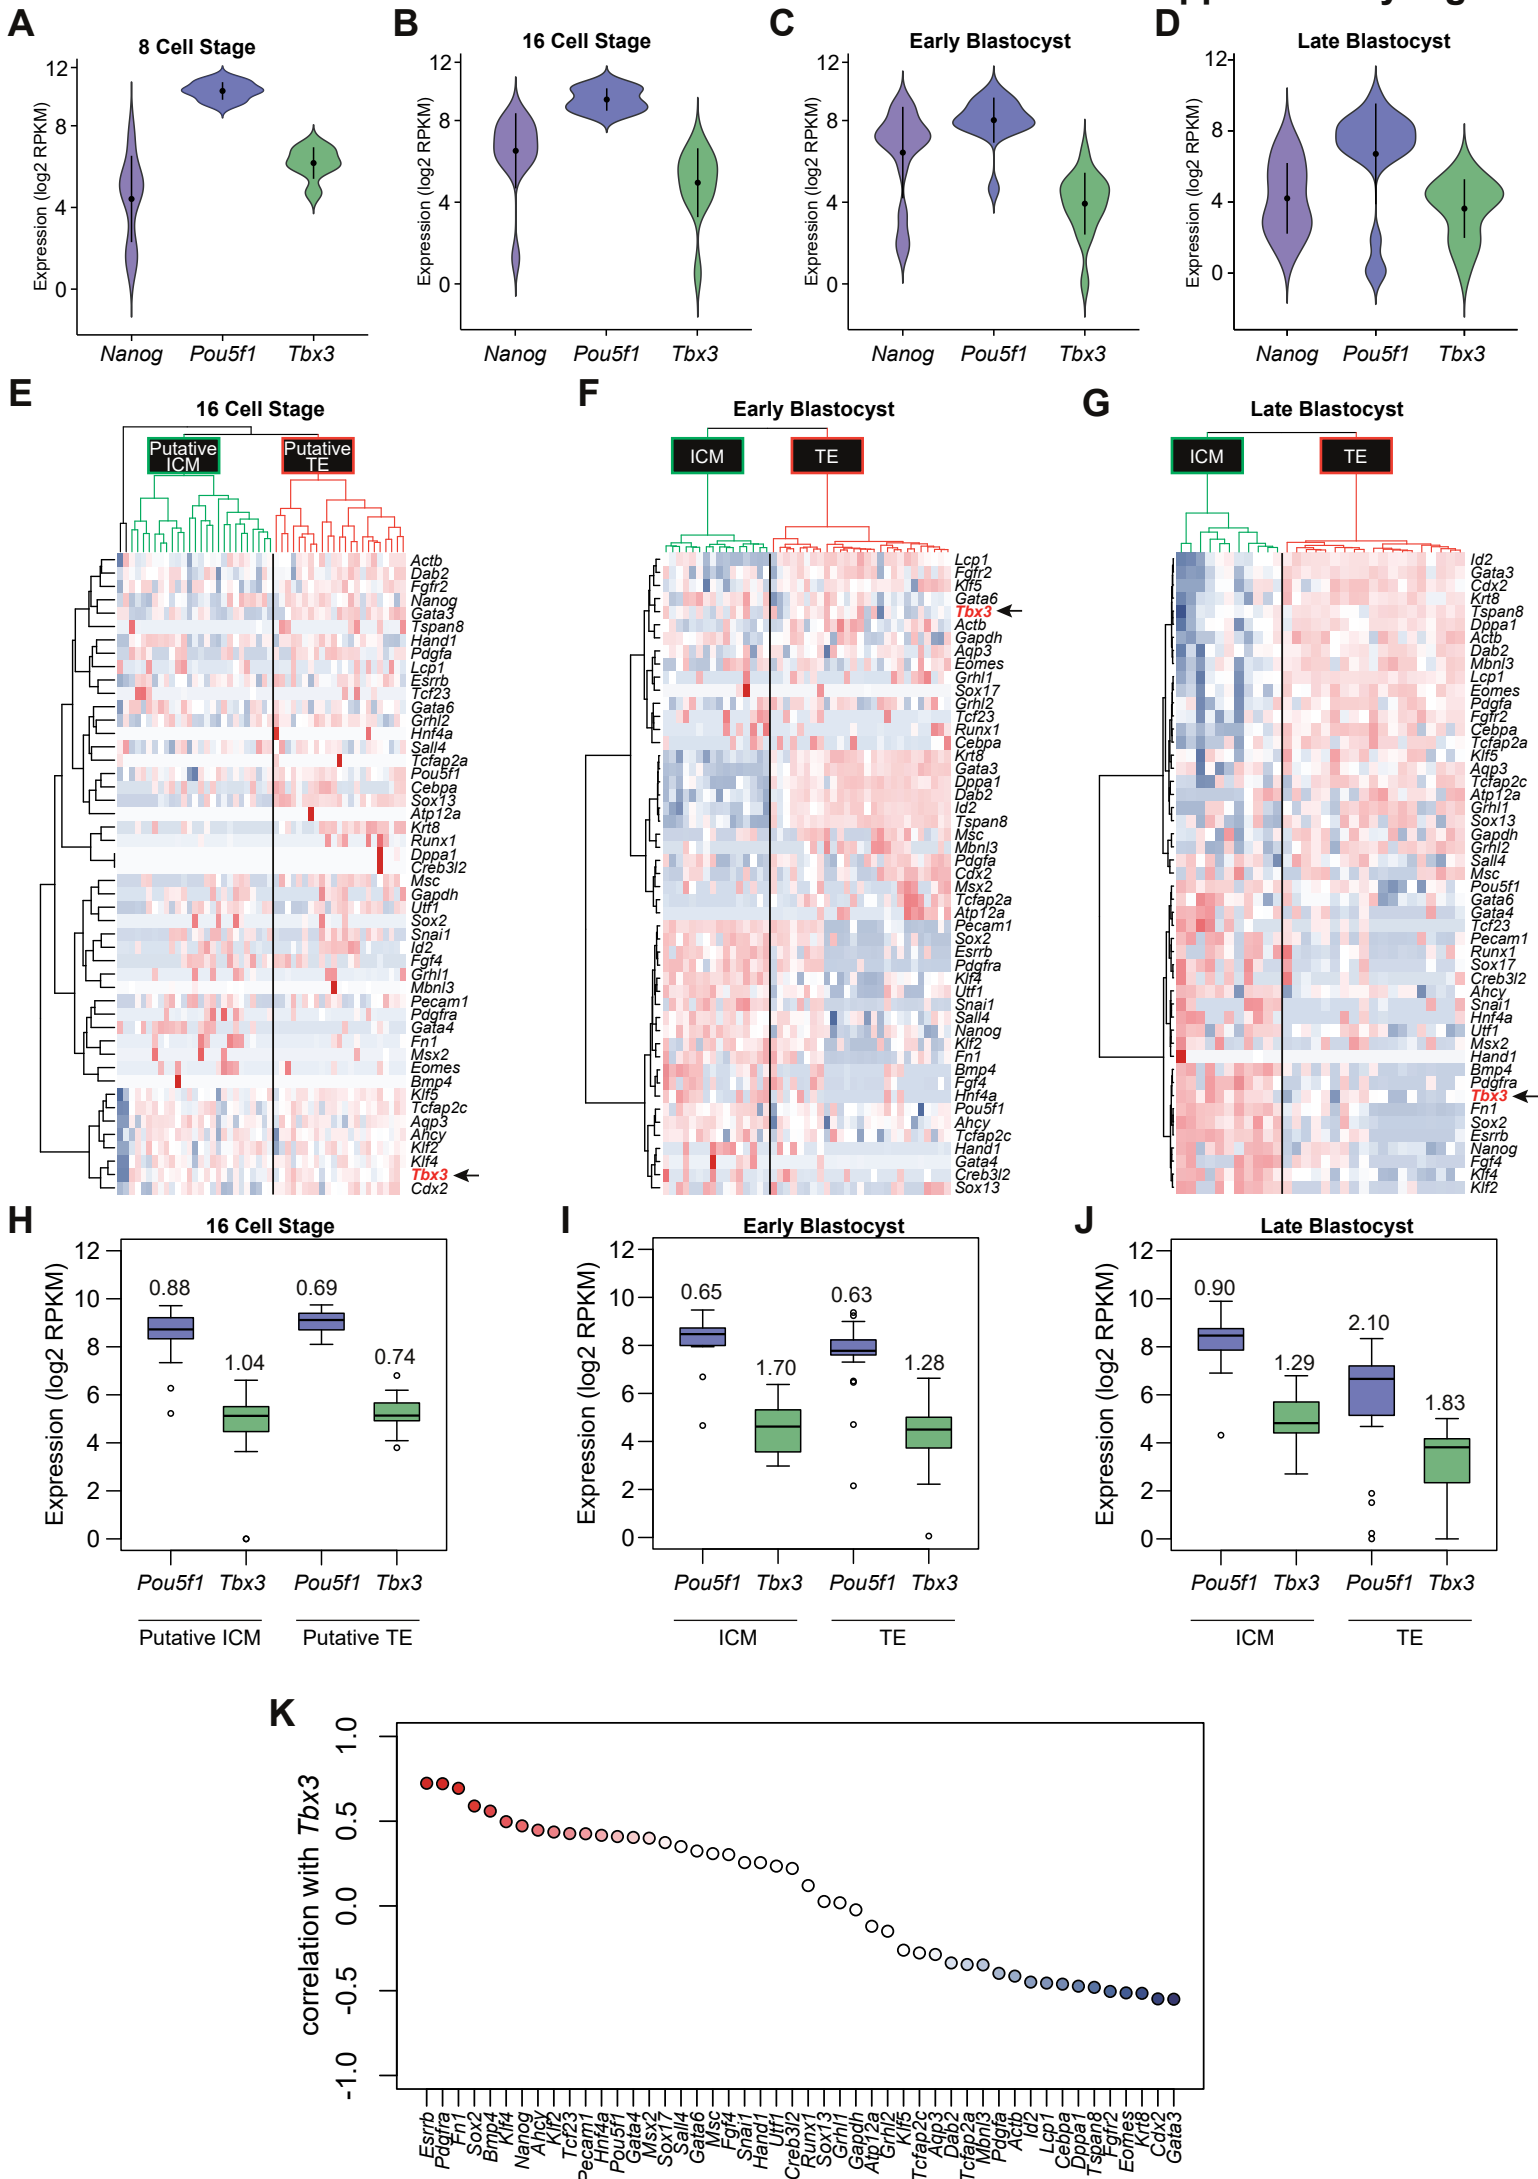 A
8 Cell Stage
Expression (log2 RPKM)
12
8
4
0
Nanog
Pou5f1
Tbx3
B
16 Cell Stage
Expression (log2 RPKM)
12
8
4
0
Nanog
Pou5f1
Tbx3
C
Early Blastocyst
Expression (log2 RPKM)
12
8
4
0
Nanog
Pou5f1
Tbx3
D
Late Blastocyst
Expression (log2 RPKM)
12
8
4
0
Nanog
Pou5f1
Tbx3
E
16 Cell Stage
Putative
ICM
Putative
TE
Actb
Dab2
Fgfr2
Nanog
Gata3
Tspan8
Hand1
Pdgfa
Lcp1
Esrrb
Tcf23
Gata6
Grhl2
Hnf4a
Sall4
Tcfap2a
Pou5f1
Cebpa
Sox13
Atp12a
Krt8
Runx1
Dppa1
Creb3l2
Msc
Gapdh
Utf1
Sox2
Snai1
Id2
Fgf4
Grhl1
Mbnl3
Pecam1
Pdgfra
Gata4
Fn1
Msx2
Eomes
Bmp4
Klf5
Tcfap2c
Aqp3
Ahcy
Klf2
Klf4
Tbx3
Cdx2
F
Early Blastocyst
ICM
TE
Lcp1
Fgfr2
Klf5
Gata6
Tbx3
Actb
Gapdh
Aqp3
Eomes
Grhl1
Sox17
Grhl2
Tcf23
Runx1
Cebpa
Krt8
Gata3
Dppa1
Dab2
Id2
Tspan8
Msc
Mbnl3
Pdgfa
Cdx2
Msx2
Tcfap2a
Atp12a
Pecam1
Sox2
Esrrb
Pdgfra
Klf4
Utf1
Snai1
Sall4
Nanog
Klf2
Fn1
Bmp4
Fgf4
Hnf4a
Pou5f1
Ahcy
Tcfap2c
Hand1
Gata4
Creb3l2
Sox13
G
Late Blastocyst
ICM
TE
Id2
Gata3
Cdx2
Krt8
Tspan8
Dppa1
Actb
Dab2
Mbnl3
Lcp1
Eomes
Pdgfa
Fgfr2
Cebpa
Tcfap2a
Klf5
Aqp3
Tcfap2c
Atp12a
Grhl1
Sox13
Gapdh
Grhl2
Sall4
Msc
Pou5f1
Gata6
Gata4
Tcf23
Pecam1
Runx1
Sox17
Creb3l2
Ahcy
Snai1
Hnf4a
Utf1
Msx2
Hand1
Bmp4
Pdgfra
Tbx3
Fn1
Sox2
Esrrb
Nanog
Fgf4
Klf4
Klf2
H
16 Cell Stage
Expression (log2 RPKM)
12
10
8
6
4
2
0
0.88
1.04
0.69
0.74
Pou5f1
Tbx3
Pou5f1
Tbx3
Putative ICM
Putative TE
I
Early Blastocyst
Expression (log2 RPKM)
12
10
8
6
4
2
0
0.65
1.70
0.63
1.28
Pou5f1
Tbx3
Pou5f1
Tbx3
ICM
TE
J
Late Blastocyst
Expression (log2 RPKM)
12
10
8
6
4
2
0
0.90
1.29
2.10
1.83
Pou5f1
Tbx3
Pou5f1
Tbx3
ICM
TE
K
correlation with Tbx3
1.0
0.5
0.0
-0.5
-1.0
Esrrb
Pdgfra
Fn1
Sox2
Bmp4
Klf4
Nanog
Ahcy
Klf2
Tcf23
Pecam1
Hnf4a
Pou5f1
Gata4
Msx2
Sox17
Sall4
Gata6
Msc
Fgf4
Snai1
Hand1
Utf1
Creb3l2
Runx1
Sox13
Grhl1
Gapdh
Atp12a
Grhl2
Klf5
Tcfap2c
Aqp3
Dab2
Tcfap2a
Mbnl3
Pdgfa
Actb
Id2
Lcp1
Cebpa
Dppa1
Tspan8
Fgfr2
Eomes
Krt8
Cdx2
Gata3